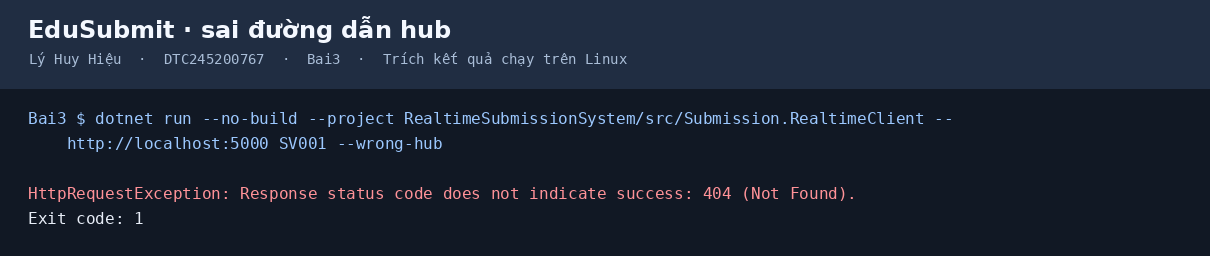 EduSubmit · sai đường dẫn hub
Lý Huy Hiệu · DTC245200767 · Bai3 · Trích kết quả chạy trên Linux
Bai3 $ dotnet run --no-build --project RealtimeSubmissionSystem/src/Submission.RealtimeClient --
http://localhost:5000 SV001 --wrong-hub
HttpRequestException: Response status code does not indicate success: 404 (Not Found).
Exit code: 1